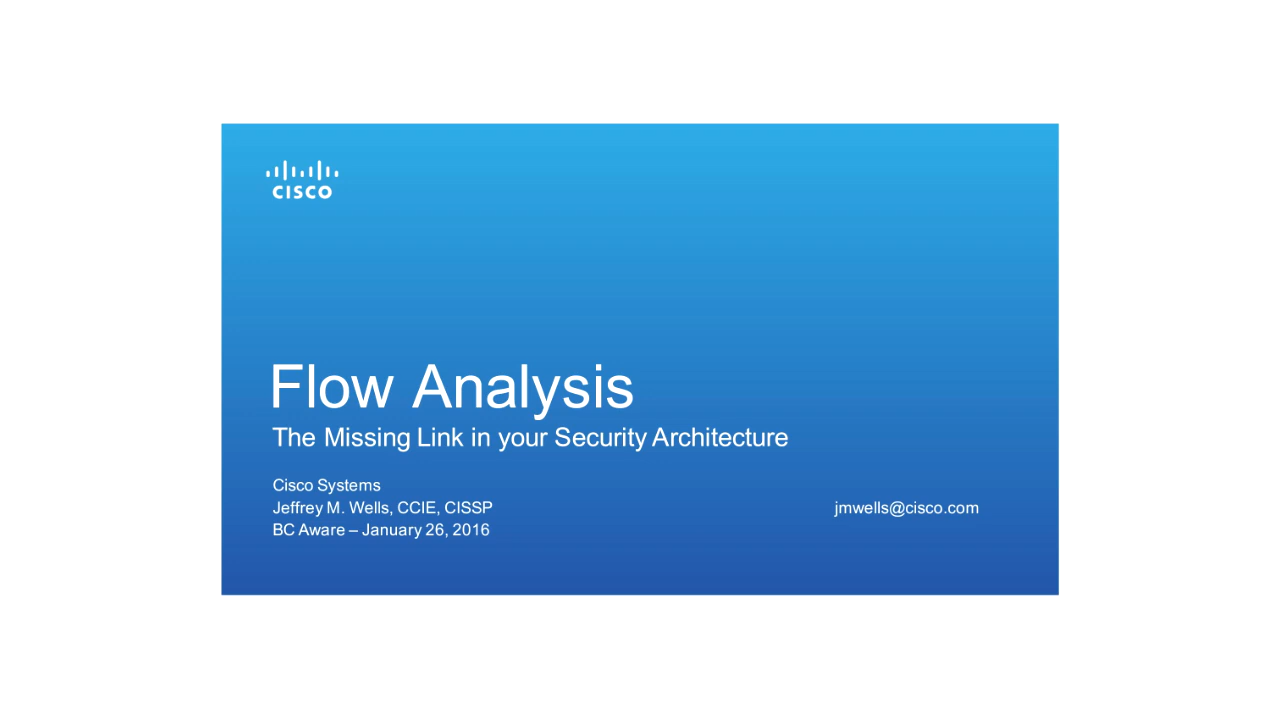 CISCO
Flow Analysis
The Missing Link in your Security Architecture
Cisco Systems
Jeffrey M. Wells, CCIE, CISSP
jmwells@cisco.com
BC Aware – January 26, 2016